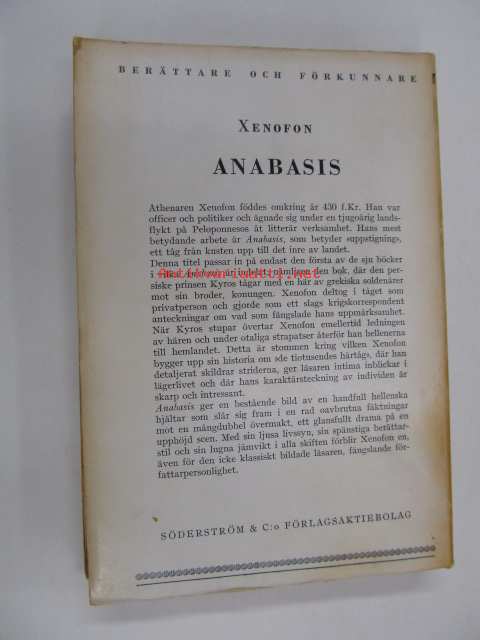 BERÄTTARE OCH FÖRKUNNARE
XENOFON
ANABASIS
Athenaren Xenofon föddes omkring år 430 f.Kr. Han var
officer och politiker och ägnade sig under en tjugoårig lands-
flykt på Peloponnesos åt litterär verksamhet. Hans mest
betydande arbete är Anabasis, som betyder »uppstigning»,
ett tåg från kusten upp till det inre av landet.
Denna titel passar in på endast den första av de sju böcker
i vilka Anabasis är indelt, nämligen den bok, där den per-
siske prinsen Kyros tågar med en här av grekiska soldenärer
mot sin broder, konungen. Xenofon deltog i tåget som
privatperson och gjorde som ett slags krigskorrespondent
anteckningar om vad som fångslade hans uppmärksamhet.
När Kyros stupar övertar Xenofon emellertid ledningen
av hären och under otaliga strapatser återför han hellenerna
till hemlandet. Detta är stommen kring vilken Xenofon
bygger upp sin historia om »de tiotusendes härtåg», där han
detaljerat skildrar striderna, ger läsaren intima inblickar i
lägerlivet och där hans karaktärsteckning av individen är
skarp och intressant.
Anabasis ger en bestående bild av en handfull hellenska
hjältar som slår sig fram i en rad oavbrutna fäktningar
mot en mångdubbel övermakt, ett glansfullt drama på en
upphöjd scen. Med sin ljusa livssyn, sin spänstiga berättar-
stil och sin lugna jämvikt i alla skiften förblir Xenofon en,
även för den icke klassiskt bildade läsaren, fängslande för-
fattarpersonlighet.
SÖDERSTRÖM & C:o FÖRLAGSAKTIEBOLAG